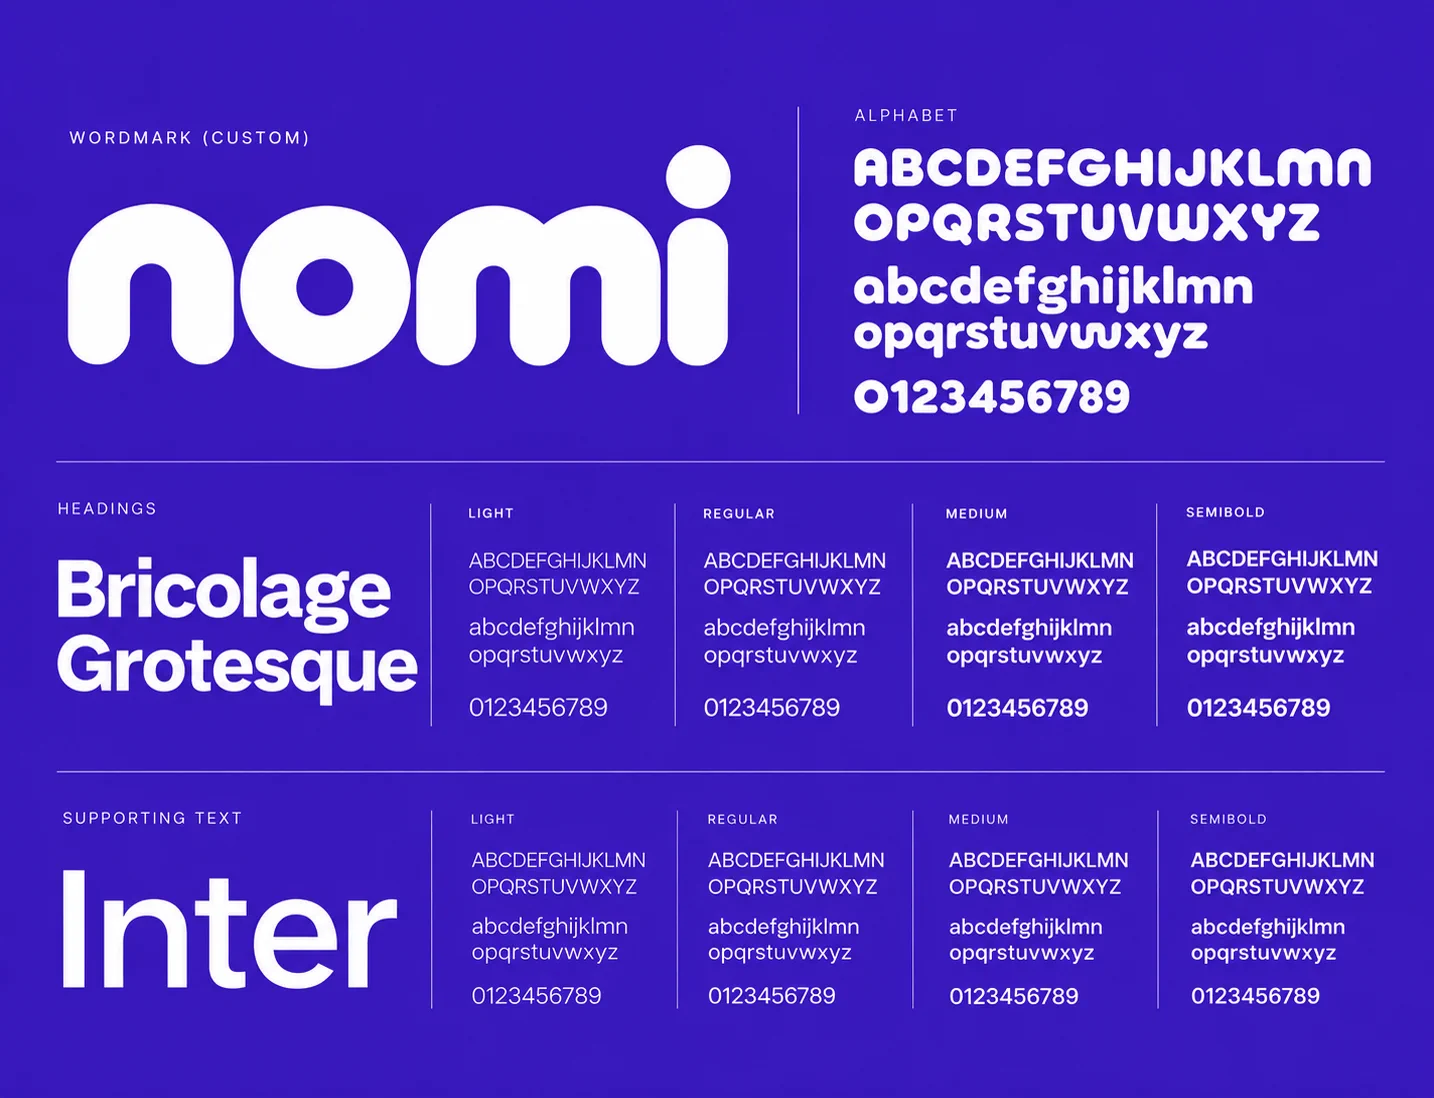 WORDMARK (CUSTOM)
nomi
ALPHABET
ABCDEFGHIJKLMN
OPQRSTUVWXYZ
abcdefghijklmn
opqrstuvwxyz
0123456789
HEADINGS
Bricolage
Grotesque
LIGHT
ABCDEFGHIJKLMN
OPQRSTUVWXYZ
abcdefghijklmn
opqrstuvwxyz
0123456789
REGULAR
ABCDEFGHIJKLMN
OPQRSTUVWXYZ
abcdefghijklmn
opqrstuvwxyz
0123456789
MEDIUM
ABCDEFGHIJKLMN
OPQRSTUVWXYZ
abcdefghijklmn
opqrstuvwxyz
0123456789
SEMIBOLD
ABCDEFGHIJKLMN
OPQRSTUVWXYZ
abcdefghijklmn
opqrstuvwxyz
0123456789
SUPPORTING TEXT
Inter
LIGHT
ABCDEFGHIJKLMN
OPQRSTUVWXYZ
abcdefghijklmn
opqrstuvwxyz
0123456789
REGULAR
ABCDEFGHIJKLMN
OPQRSTUVWXYZ
abcdefghijklmn
opqrstuvwxyz
0123456789
MEDIUM
ABCDEFGHIJKLMN
OPQRSTUVWXYZ
abcdefghijklmn
opqrstuvwxyz
0123456789
SEMIBOLD
ABCDEFGHIJKLMN
OPQRSTUVWXYZ
abcdefghijklmn
opqrstuvwxyz
0123456789